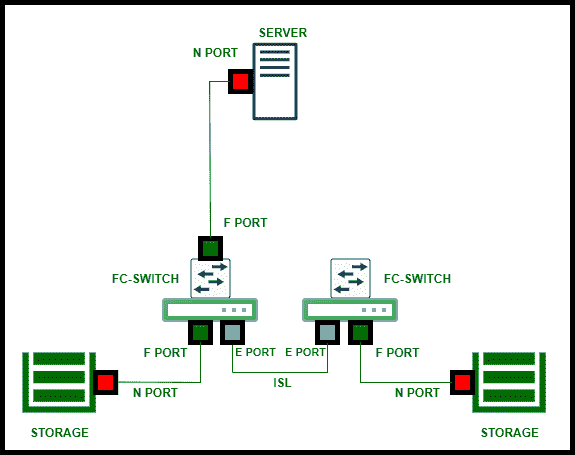 SERVER
N PORT
F PORT
FC-SWITCH
FC-SWITCH
F PORT
E PORT
E PORT
F PORT
ISL
N PORT
N PORT
STORAGE
STORAGE